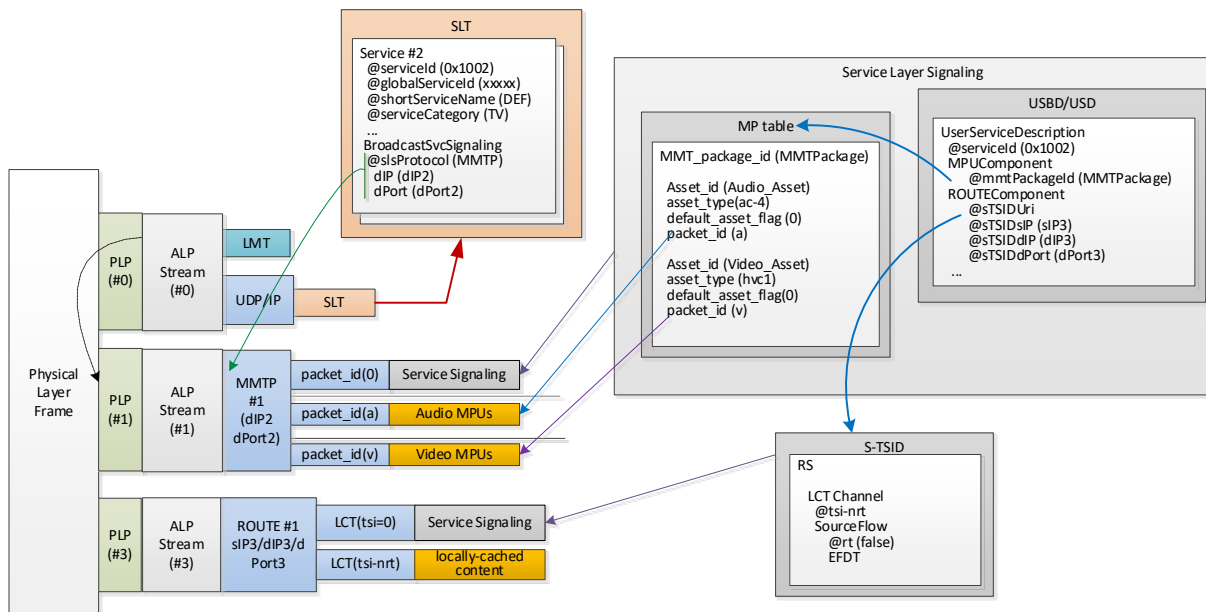 SLT
Service #2
@serviceId (0x1002)
@globalServiceId (xxxxx)
@shortServiceName (DEF)
@serviceCategory (TV)
...
BroadcastSvcSignaling
@slsProtocol (MMTP)
dIP (dIP2)
dPort (dPort2)
Service Layer Signaling
MP table
MMT_package_id (MMTPackage)
Asset_id (Audio_Asset)
asset_type(ac-4)
default_asset_flag (0)
packet_id (a)
Asset_id (Video_Asset)
asset_type (hvc1)
default_asset_flag(0)
packet_id (v)
USBD/USD
UserServiceDescription
@serviceId (0x1002)
MPUComponent
@mmtPackageId (MMTPackage)
ROUTEComponent
@sTSIDUri
@sTSIDsIP (sIP3)
@sTSIDdIP (dIP3)
@sTSIDdPort (dPort3)
...
Physical
Layer
Frame
PLP
(#0)
ALP
Stream
(#0)
LMT
UDP/IP
SLT
PLP
(#1)
ALP
Stream
(#1)
MMTP
#1
(dIP2
dPort2)
packet_id(0)
Service Signaling
packet_id(a)
Audio MPUs
packet_id(v)
Video MPUs
PLP
(#3)
ALP
Stream
(#3)
ROUTE #1
sIP3/dIP3/d
Port3
LCT(tsi=0)
Service Signaling
LCT(tsi-nrt)
locally-cached
content
S-TSID
RS
LCT Channel
@tsi-nrt
SourceFlow
@rt (false)
EFDT